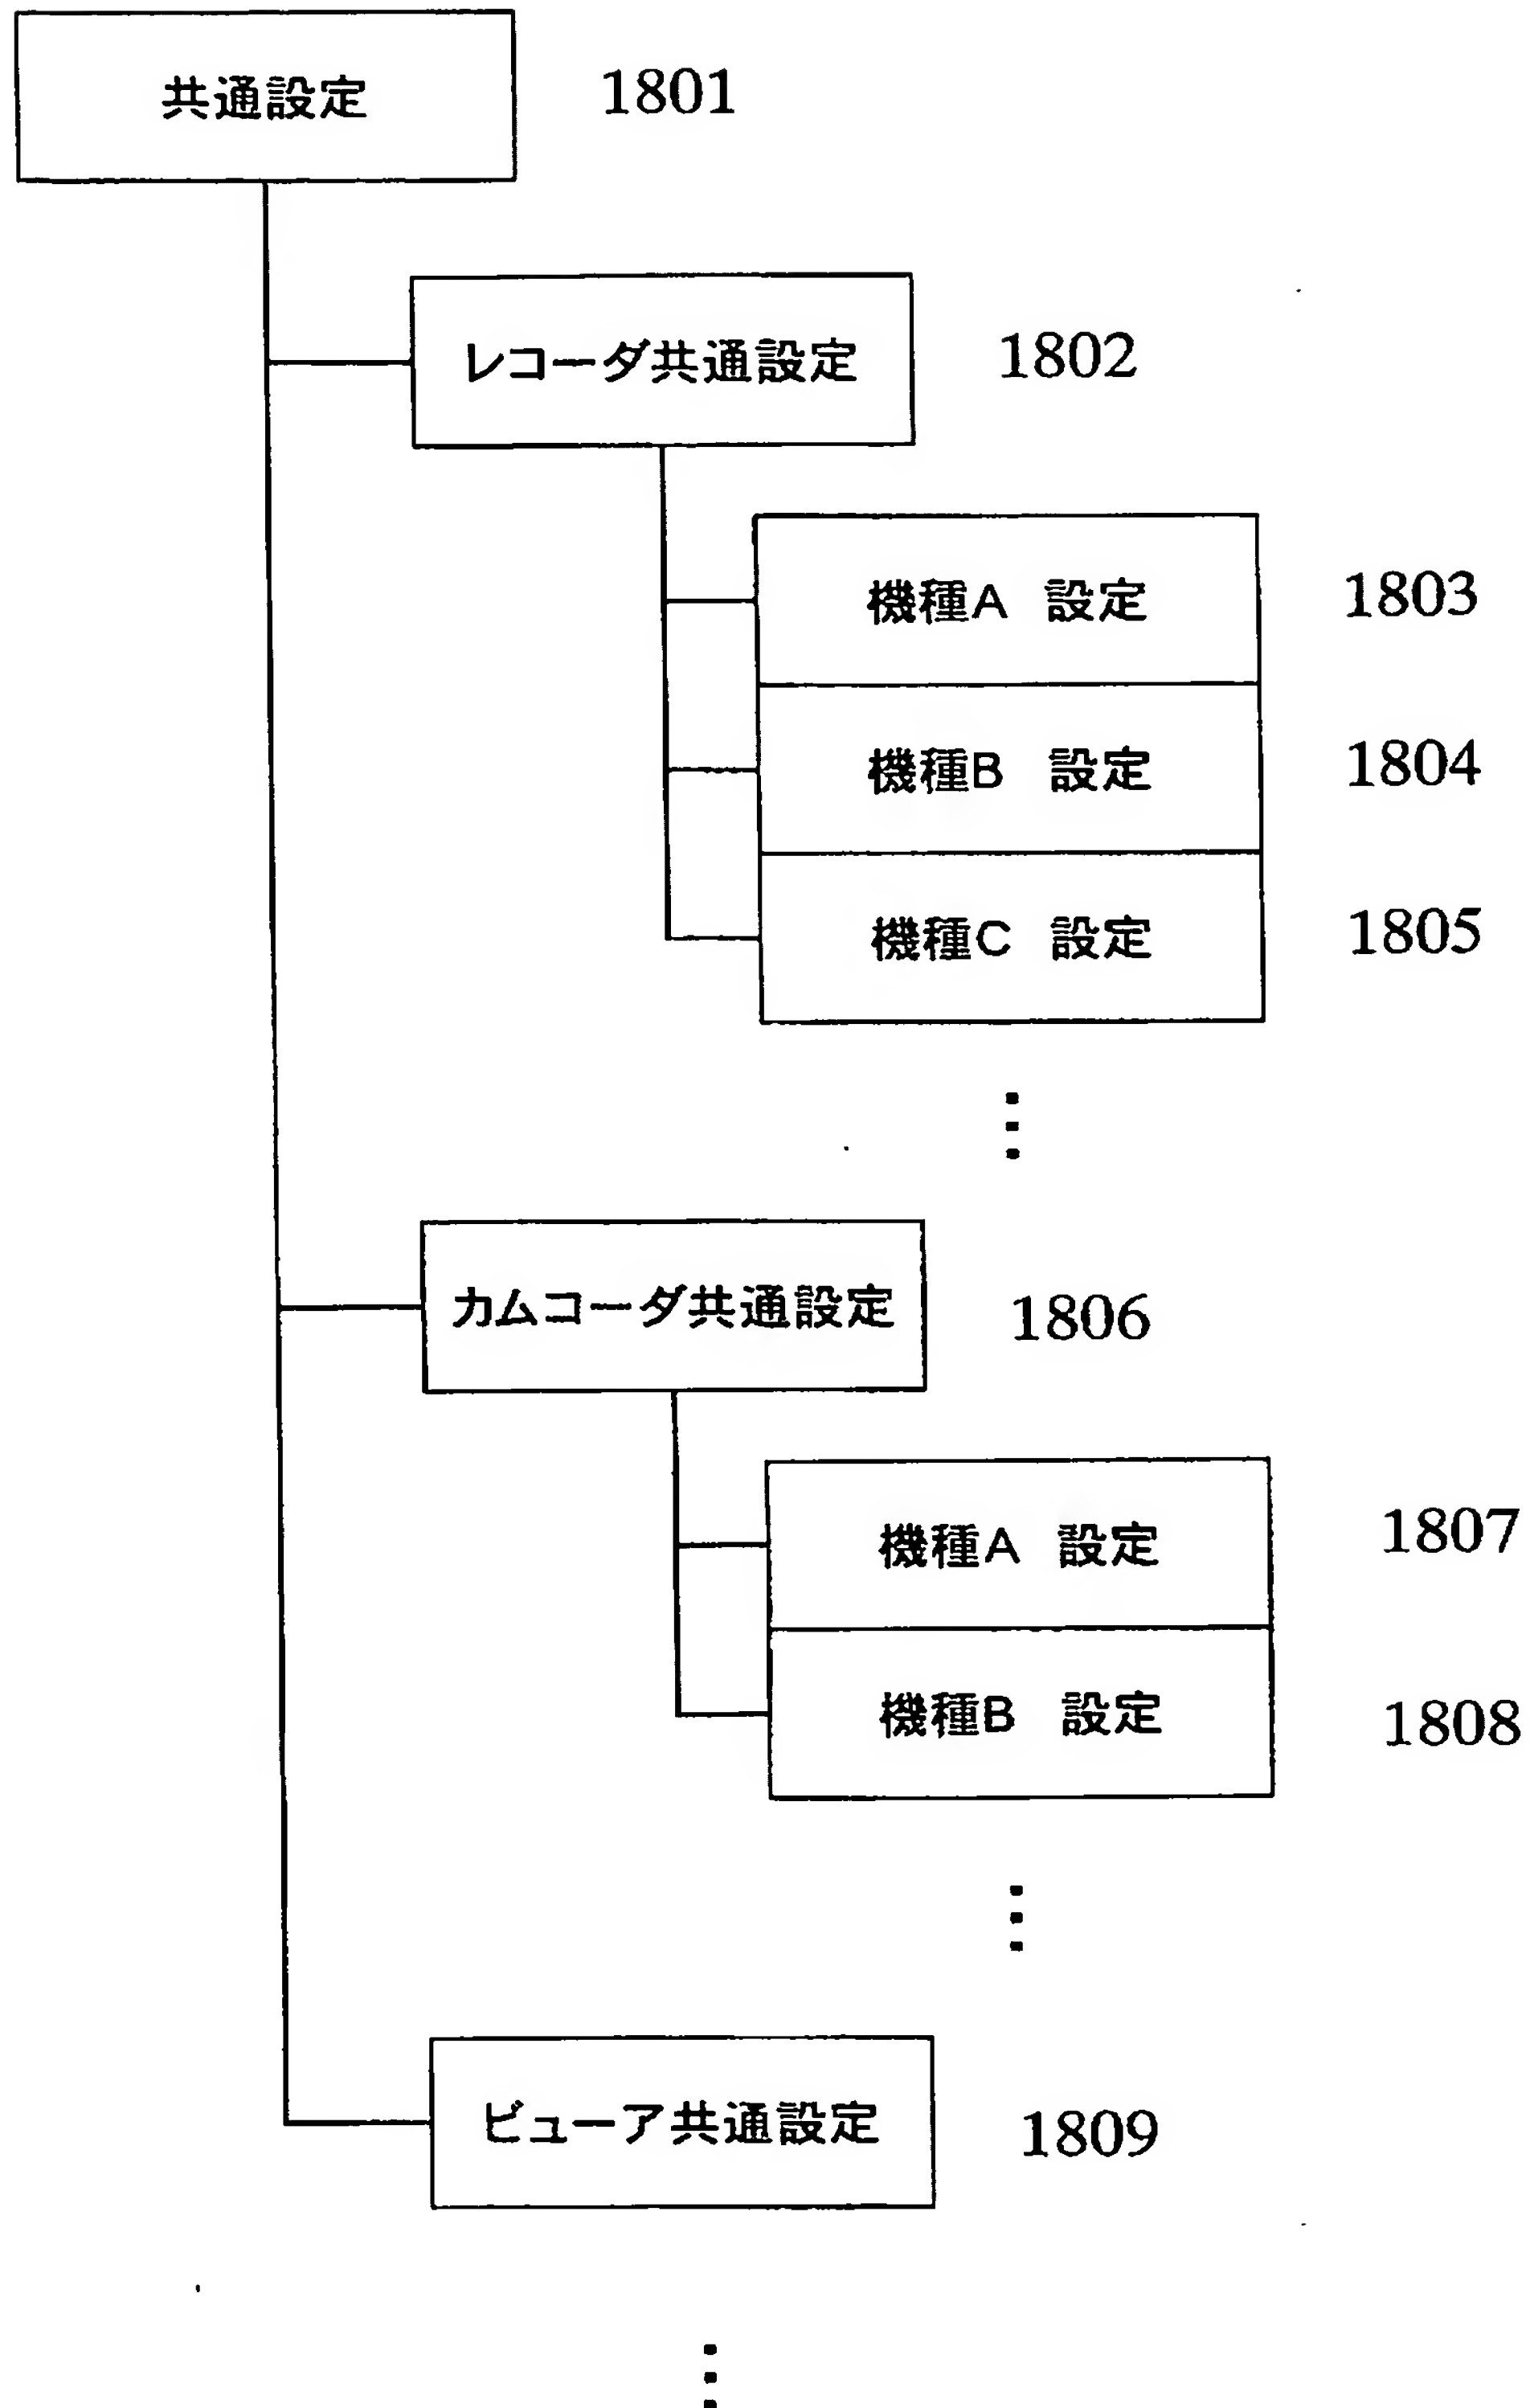 共通設定 1801
レコーダ共通設定 1802
機種A 設定 1803
機種B 設定 1804
機種C 設定 1805
カムコーダ共通設定 1806
機種A 設定 1807
機種B 設定 1808
ビューア共通設定 1809